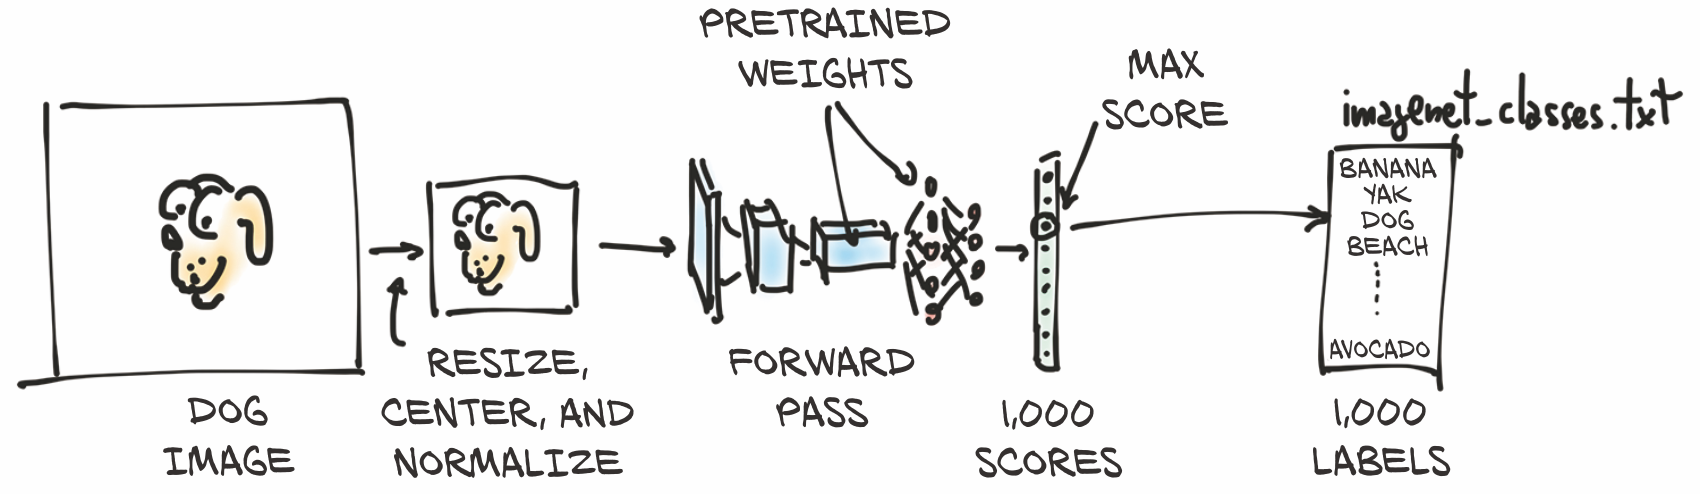 PRETRAINED
WEIGHTS
MAX
SCORE
imagenet_classes.txt
BANANA
YAK
DOG
BEACH
AVOCADO
DOG
IMAGE
RESIZE,
CENTER, AND
NORMALIZE
FORWARD
PASS
1,000
SCORES
1,000
LABELS